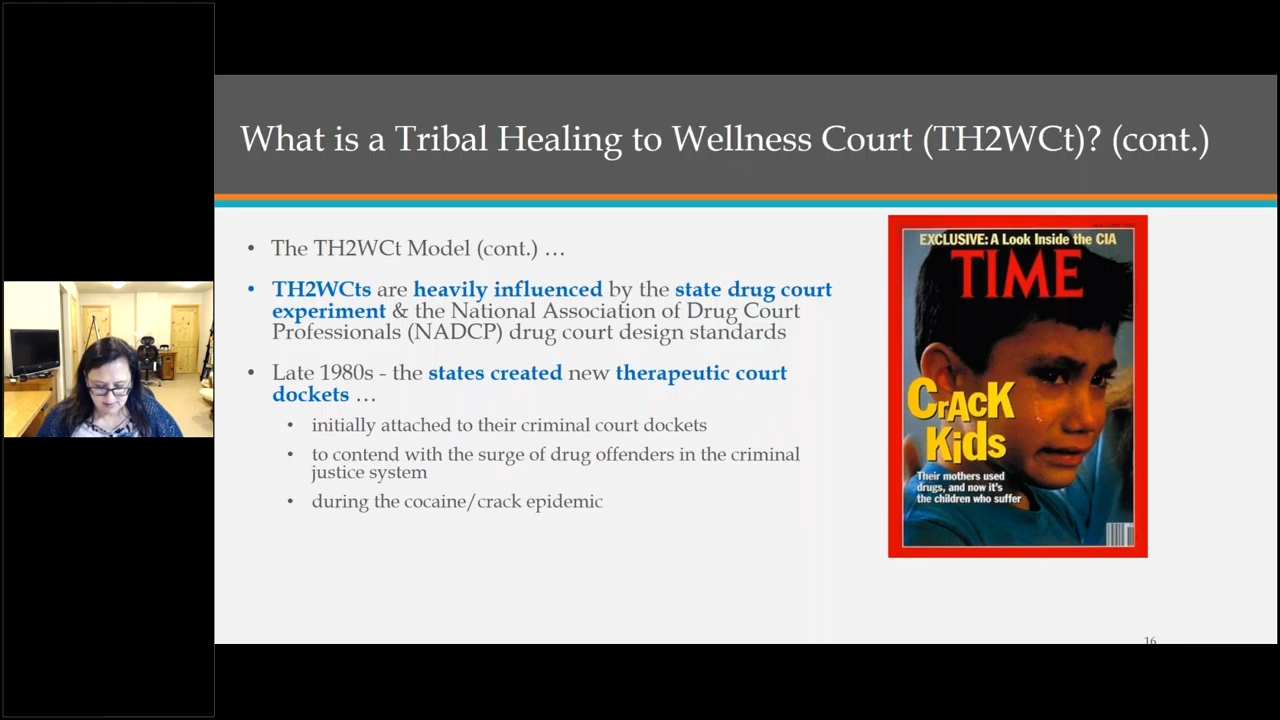 What is a Tribal Healing to Wellness Court (TH2WCt)? (cont.)
• The TH2WCt Model (cont.) …
• TH2WCts are heavily influenced by the state drug court
experiment & the National Association of Drug Court
Professionals (NADCP) drug court design standards
• Late 1980s - the states created new therapeutic court
dockets …
• initially attached to their criminal court dockets
• to contend with the surge of drug offenders in the criminal
justice system
• during the cocaine/crack epidemic
EXCLUSIVE: A Look Inside the CIA
TIME
CrAcK
Kids
Their mothers used
drugs, and now it's
the children who suffer
16